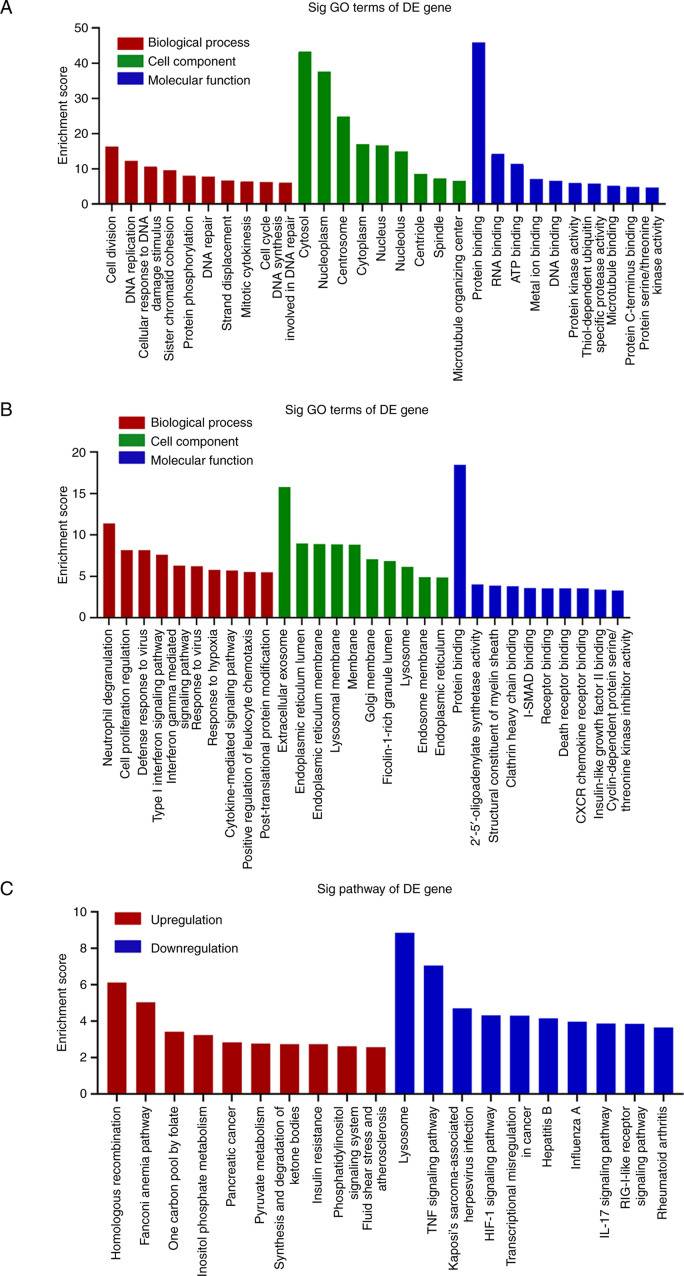 A
Sig GO terms of DE gene
Enrichment score
50
40
30
20
10
0
Biological process
Cell component
Molecular function
Cell division
DNA replication
Cellular response to DNA
damage stimulus
Sister chromatid cohesion
Protein phosphorylation
DNA repair
Strand displacement
Mitotic cytokinesis
Cell cycle
DNA synthesis
involved in DNA repair
Cytosol
Nucleoplasm
Centrosome
Cytoplasm
Nucleus
Nucleolus
Centriole
Spindle
Microtubule organizing center
Protein binding
RNA binding
ATP binding
Metal ion binding
DNA binding
Protein kinase activity
Thiol-dependent ubiquitin
specific protease activity
Microtubule binding
Protein C-terminus binding
Protein serine/threonine
kinase activity
B
Sig GO terms of DE gene
Biological process
Cell component
Molecular function
Enrichment score
20
15
10
5
0
Neutrophil degranulation
Cell proliferation regulation
Defense response to virus
Type I interferon signaling pathway
Interferon gamma mediated
signaling pathway
Response to virus
Response to hypoxia
Cytokine-mediated signaling pathway
Positive regulation of leukocyte chemotaxis
Post-translational protein modification
Extracellular exosome
Endoplasmic reticulum lumen
Endoplasmic reticulum membrane
Lysosomal membrane
Membrane
Golgi membrane
Ficolin-1-rich granule lumen
Lysosome
Endosome membrane
Endoplasmic reticulum
Protein binding
2′-5′-oligoadenylate synthetase activity
Structural constituent of myelin sheath
Clathrin heavy chain binding
I-SMAD binding
Receptor binding
Death receptor binding
CXCR chemokine receptor binding
Insulin-like growth factor II binding
Cyclin-dependent protein serine/
threonine kinase inhibitor activity
C
Sig pathway of DE gene
Enrichment score
10
8
6
4
2
0
Upregulation
Downregulation
Homologous recombination
Fanconi anemia pathway
One carbon pool by folate
Inositol phosphate metabolism
Pancreatic cancer
Pyruvate metabolism
Synthesis and degradation of
ketone bodies
Insulin resistance
Phosphatidylinositol
signaling system
Fluid shear stress and
atherosclerosis
Lysosome
TNF signaling pathway
Kaposi's sarcoma-associated
herpesvirus infection
HIF-1 signaling pathway
Transcriptional misregulation
in cancer
Hepatitis B
Influenza A
IL-17 signaling pathway
RIG-I-like receptor
signaling pathway
Rheumatoid arthritis